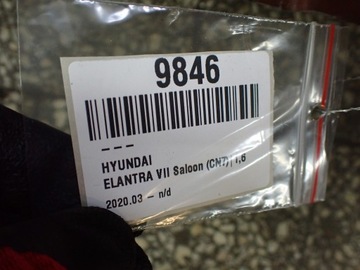 9846
– – –
HYUNDAI
ELANTRA VII Saloon (CN7) | 1,6
2020.03 – n/d